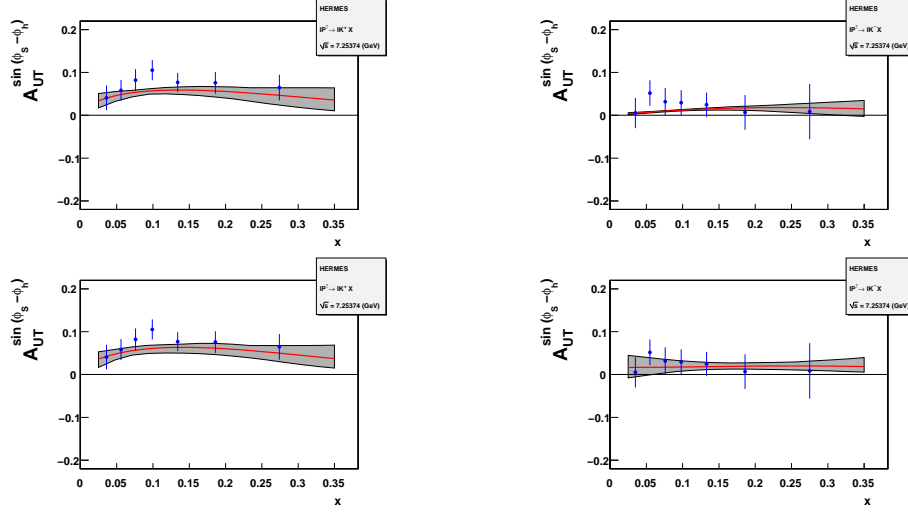 HERMES
lP↑→ lK⁺ X
√s = 7.25374 (GeV)
A_UT^sin (ϕ_S −ϕ_h)
0.2
0.1
0
−0.1
−0.2
0 0.05 0.1 0.15 0.2 0.25 0.3 0.35
x
HERMES
lP↑→ lK⁻ X
√s = 7.25374 (GeV)
A_UT^sin (ϕ_S −ϕ_h)
0.2
0.1
0
−0.1
−0.2
0 0.05 0.1 0.15 0.2 0.25 0.3 0.35
x
HERMES
lP↑→ lK⁺ X
√s = 7.25374 (GeV)
A_UT^sin (ϕ_S −ϕ_h)
0.2
0.1
0
−0.1
−0.2
0 0.05 0.1 0.15 0.2 0.25 0.3 0.35
x
HERMES
lP↑→ lK⁻ X
√s = 7.25374 (GeV)
A_UT^sin (ϕ_S −ϕ_h)
0.2
0.1
0
−0.1
−0.2
0 0.05 0.1 0.15 0.2 0.25 0.3 0.35
x